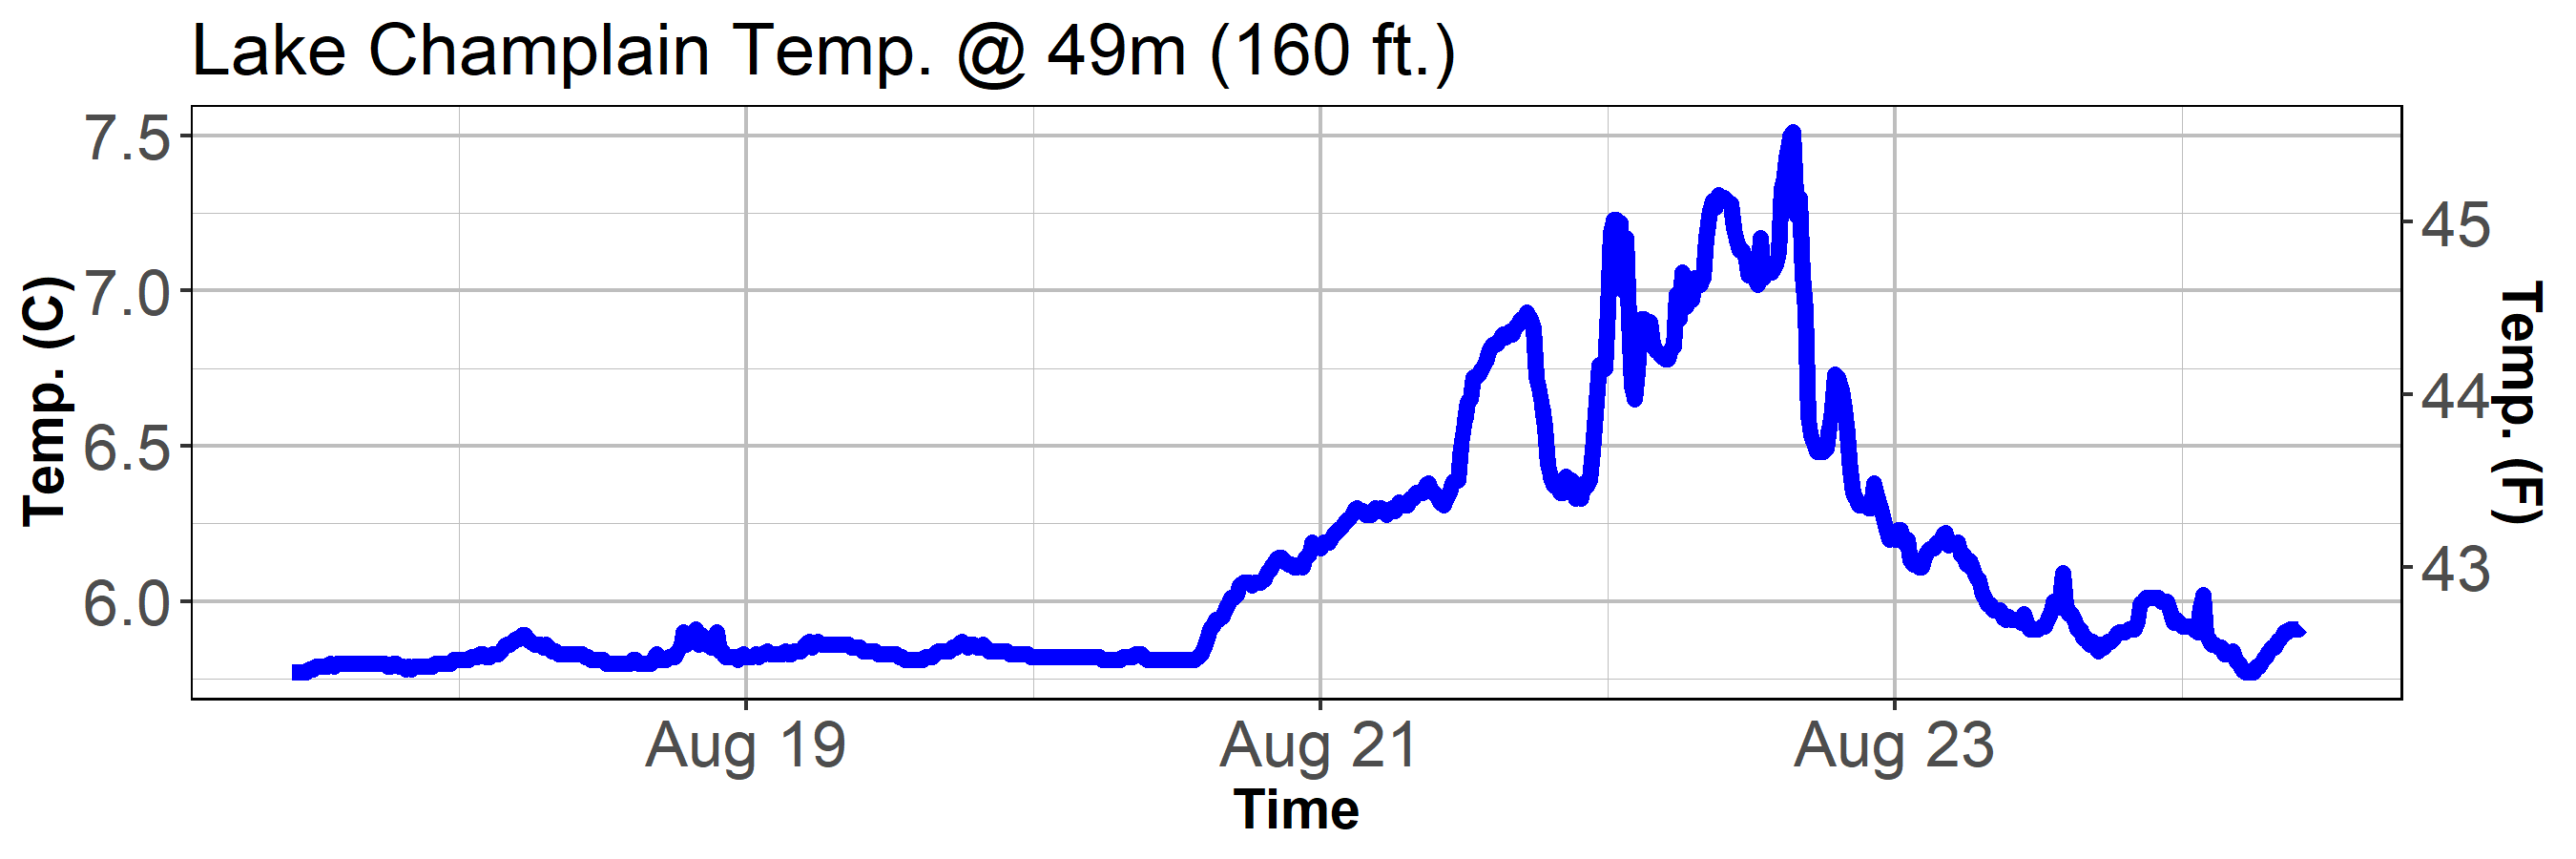 Lake Champlain Temp. @ 49m (160 ft.)
Temp. (C)
7.5
7.0
6.5
6.0
45
44
43
Temp. (F)
Aug 19 Aug 21 Aug 23
Time